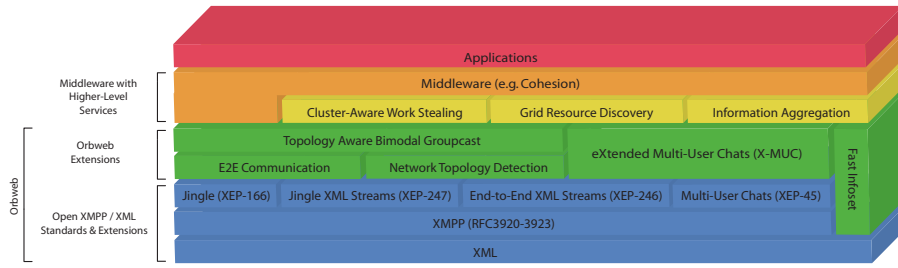 Applications
Middleware with
Higher-Level
Services
Middleware (e.g. Cohesion)
Cluster-Aware Work Stealing
Grid Resource Discovery
Information Aggregation
Orbweb
Orbweb
Extensions
Topology Aware Bimodal Groupcast
eXtended Multi-User Chats (X-MUC)
E2E Communication
Network Topology Detection
Fast Infoset
Open XMPP / XML
Standards & Extensions
Jingle (XEP-166)
Jingle XML Streams (XEP-247)
End-to-End XML Streams (XEP-246)
Multi-User Chats (XEP-45)
XMPP (RFC3920-3923)
XML